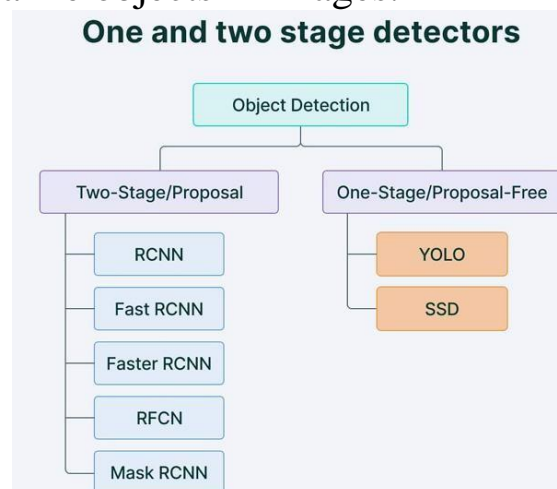 objects
One and two stage detectors
Object Detection
Two-Stage/Proposal
One-Stage/Proposal-Free
RCNN
YOLO
Fast RCNN
SSD
Faster RCNN
RFCN
Mask RCNN